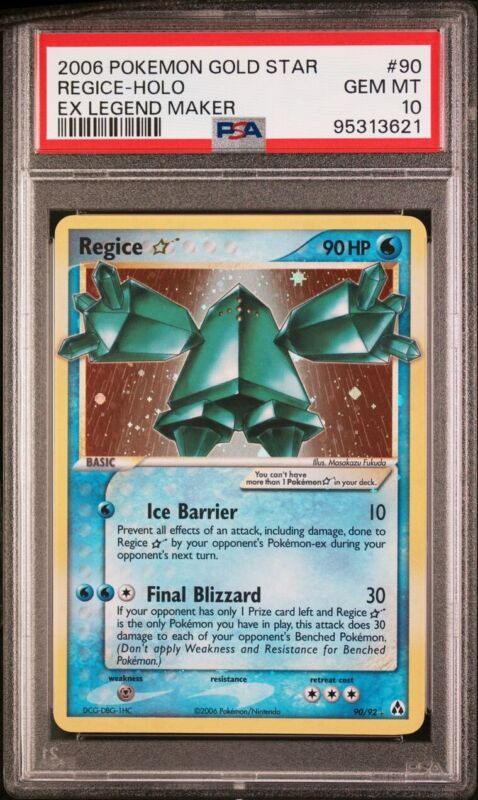 2006 POKEMON GOLD STAR #90
REGICE-HOLO GEM MT
EX LEGEND MAKER 10
PSA 95313621
Regice ☆ 90 HP
BASIC Illus. Masakazu Fukuda
You can't have
more than 1 Pokémon ☆ in your deck.
Ice Barrier 10
Prevent all effects of an attack, including damage, done to
Regice ☆ by your opponent's Pokémon-ex during your
opponent's next turn.
Final Blizzard 30
If your opponent has only 1 Prize card left and Regice ☆
is the only Pokémon you have in play, this attack does 30
damage to each of your opponent's Benched Pokémon.
(Don't apply Weakness and Resistance for Benched
Pokémon.)
weakness resistance retreat cost
DCG-DBG-1HC ©2006 Pokémon/Nintendo 90/92